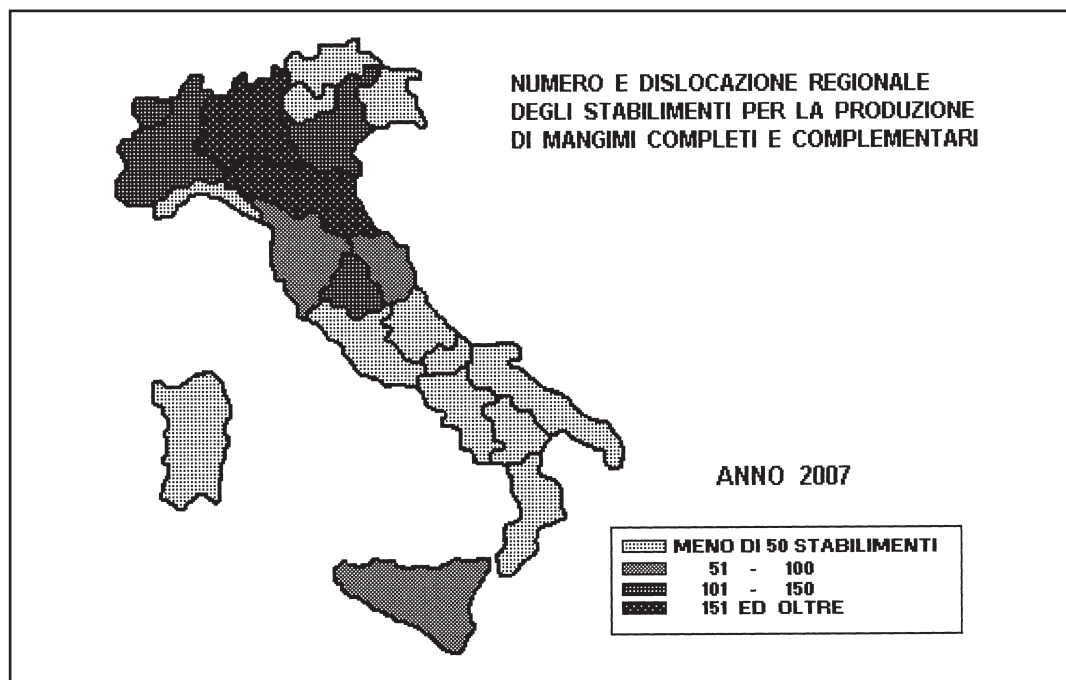 NUMERO E DISLOCAZIONE REGIONALE
DEGLI STABILIMENTI PER LA PRODUZIONE
DI MANGIMI COMPLETI E COMPLEMENTARI
ANNO 2007
MENO DI 50 STABILIMENTI
51 - 100
101 - 150
151 ED OLTRE